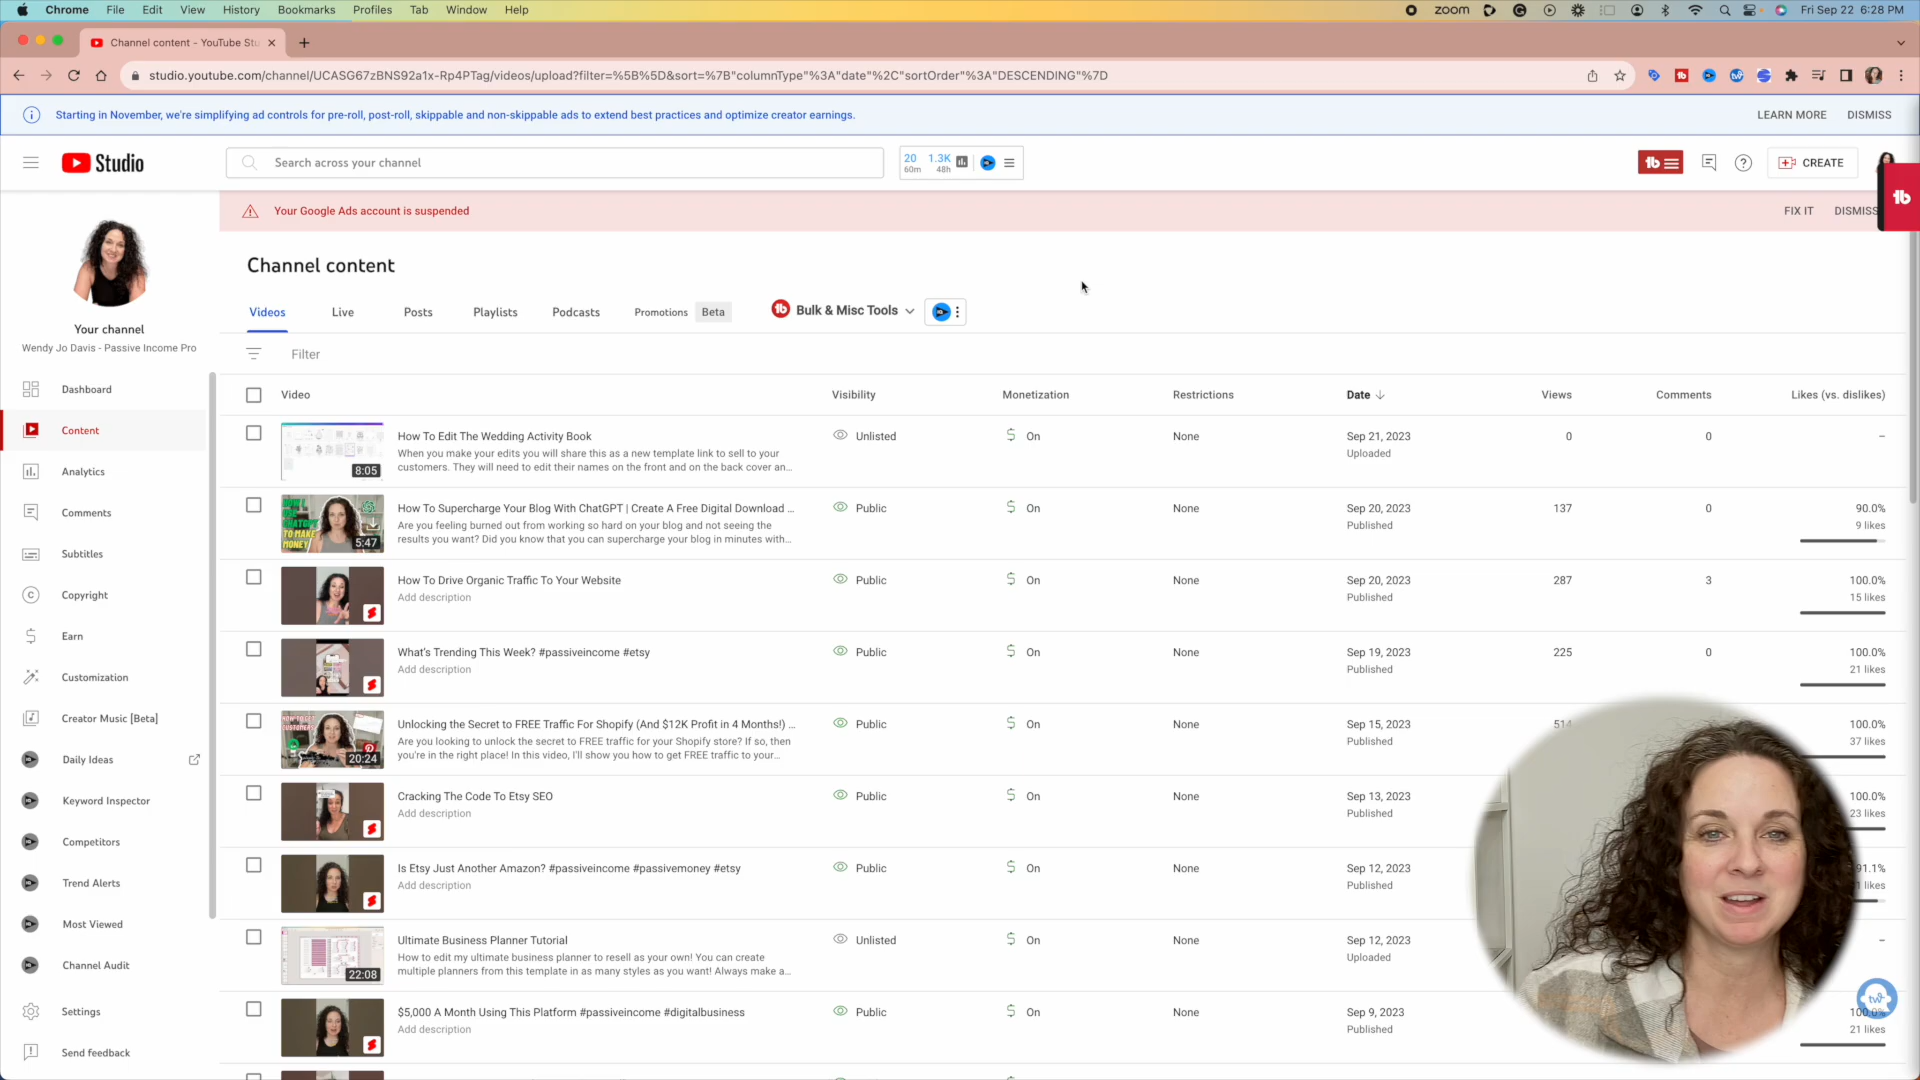 Chrome File Edit View History Bookmarks Profiles Tab Window Help
zoom Fri Sep 22 6:28 PM
Channel content - YouTube Stu
studio.youtube.com/channel/UCASG67zBNS92a1x-Rp4PTag/videos/upload?filter=%5B%5D&sort=%7B"columnType"%3A"date"%2C"sortOrder"%3A"DESCENDING"%7D
Starting in November, we're simplifying ad controls for pre-roll, post-roll, skippable and non-skippable ads to extend best practices and optimize creator earnings. LEARN MORE DISMISS
Studio
Search across your channel
20 1.3K
60m 48h
CREATE
Your Google Ads account is suspended FIX IT DISMISS
Your channel
Wendy Jo Davis - Passive Income Pro
Dashboard
Content
Analytics
Comments
Subtitles
Copyright
Earn
Customization
Creator Music [Beta]
Daily Ideas
Keyword Inspector
Competitors
Trend Alerts
Most Viewed
Channel Audit
Settings
Send feedback
Channel content
Videos Live Posts Playlists Podcasts Promotions Beta Bulk & Misc Tools
Filter
Video Visibility Monetization Restrictions Date Views Comments Likes (vs. dislikes)
How To Edit The Wedding Activity Book Unlisted On None Sep 21, 2023 0 0 –
When you make your edits you will share this as a new template link to sell to your Uploaded
customers. They will need to edit their names on the front and on the back cover an...
8:05
How To Supercharge Your Blog With ChatGPT | Create A Free Digital Download ... Public On None Sep 20, 2023 137 0 90.0%
Are you feeling burned out from working so hard on your blog and not seeing the Published 9 likes
results you want? Did you know that you can supercharge your blog in minutes with...
HOW I
USE
CHATGPT
TO MAKE
MONEY
5:47
How To Drive Organic Traffic To Your Website Public On None Sep 20, 2023 287 3 100.0%
Add description Published 15 likes
What's Trending This Week? #passiveincome #etsy Public On None Sep 19, 2023 225 0 100.0%
Add description Published 21 likes
Unlocking the Secret to FREE Traffic For Shopify (And $12K Profit in 4 Months!) ... Public On None Sep 15, 2023 514 100.0%
Are you looking to unlock the secret to FREE traffic for your Shopify store? If so, then Published 37 likes
you're in the right place! In this video, I'll show you how to get FREE traffic to your...
HOW TO GET
CUSTOMERS
20:24
Cracking The Code To Etsy SEO Public On None Sep 13, 2023 100.0%
Add description Published 23 likes
Is Etsy Just Another Amazon? #passiveincome #passivemoney #etsy Public On None Sep 12, 2023 91.1%
Add description Published likes
Ultimate Business Planner Tutorial Unlisted On None Sep 12, 2023 –
How to edit my ultimate business planner to resell as your own! You can create Uploaded
multiple planners from this template in as many styles as you want! Always make a...
22:08
$5,000 A Month Using This Platform #passiveincome #digitalbusiness Public On None Sep 9, 2023 100.0%
Add description Published 21 likes